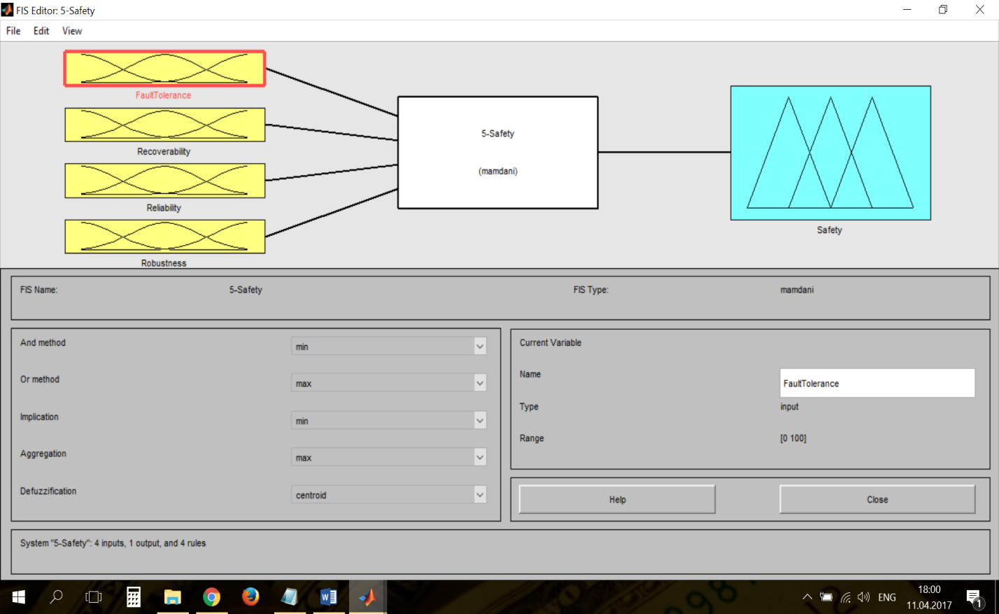 FIS Editor: 5-Safety
File Edit View
FaultTolerance
Recoverability
Reliability
Robustness
5-Safety
(mamdani)
Safety
FIS Name: 5-Safety FIS Type: mamdani
And method min
Or method max
Implication min
Aggregation max
Defuzzification centroid
Current Variable
Name FaultTolerance
Type input
Range [0 100]
Help Close
System "5-Safety": 4 inputs, 1 output, and 4 rules
ENG
18:00
11.04.2017
1